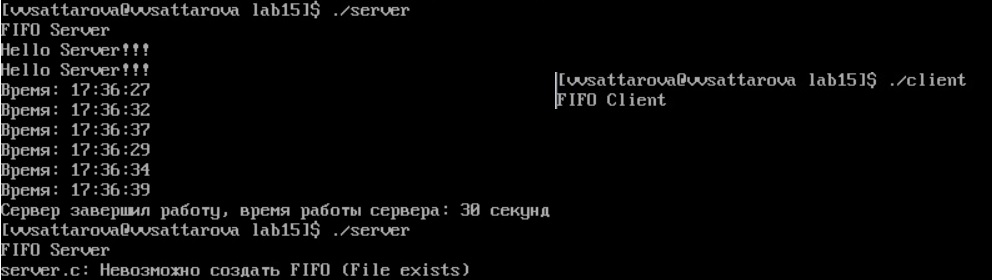 [vvsattarova@vvsattarova lab15]$ ./server
FIFO Server
Hello Server!!!
Hello Server!!!
Время: 17:36:27
Время: 17:36:32
Время: 17:36:37
Время: 17:36:29
Время: 17:36:34
Время: 17:36:39
Сервер завершил работу, время работы сервера: 30 секунд
[vvsattarova@vvsattarova lab15]$ ./server
FIFO Server
server.c: Невозможно создать FIFO (File exists)
[vvsattarova@vvsattarova lab15]$ ./client
FIFO Client